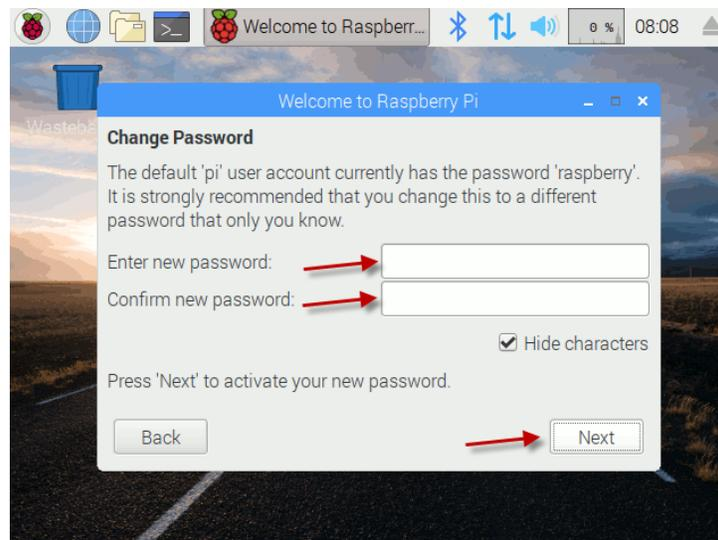 Welcome to Raspberr...
0 %
08:08
Welcome to Raspberry Pi
Change Password
The default 'pi' user account currently has the password 'raspberry'.
It is strongly recommended that you change this to a different
password that only you know.
Enter new password:
Confirm new password:
Hide characters
Press 'Next' to activate your new password.
Back
Next